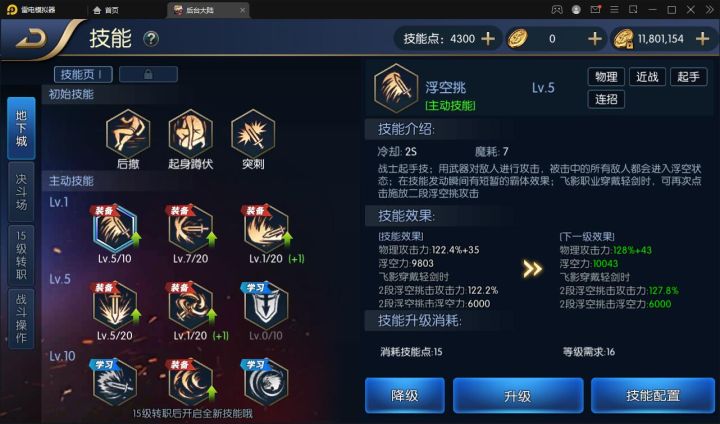 雷电模拟器
首页
后台大陆
技能
?
技能点: 4300
0
11,801,154
技能页 I
初始技能
后撤
起身蹲伏
突刺
地下城
决斗场
15级转职
战斗操作
主动技能
Lv.1
装备
装备
装备
Lv.5/10
Lv.7/20
Lv.1/20 (+1)
Lv.5
装备
装备
学习
Lv.5/20
Lv.1/20 (+1)
Lv.0/10
Lv.10
学习
装备
学习
15级转职后开启全新技能哦
浮空挑
Lv.5
[主动技能]
物理
近战
起手
连招
技能介绍:
冷却: 2S
魔耗: 7
战士起手技；用武器对敌人进行攻击，被击中的所有敌人都会进入浮空状
态；在技能发动瞬间有短暂的霸体效果；飞影职业穿戴轻剑时，可再次点
击施放二段浮空挑攻击
技能效果:
[技能效果]
物理攻击力:122.4%+35
浮空力:9803
飞影穿戴轻剑时
2段浮空挑击攻击力:122.2%
2段浮空挑击浮空力:6000
[下一级效果]
物理攻击力:128%+43
浮空力:10043
飞影穿戴轻剑时
2段浮空挑击攻击力:127.8%
2段浮空挑击浮空力:6000
技能升级消耗:
消耗技能点:15
等级需求:16
降级
升级
技能配置